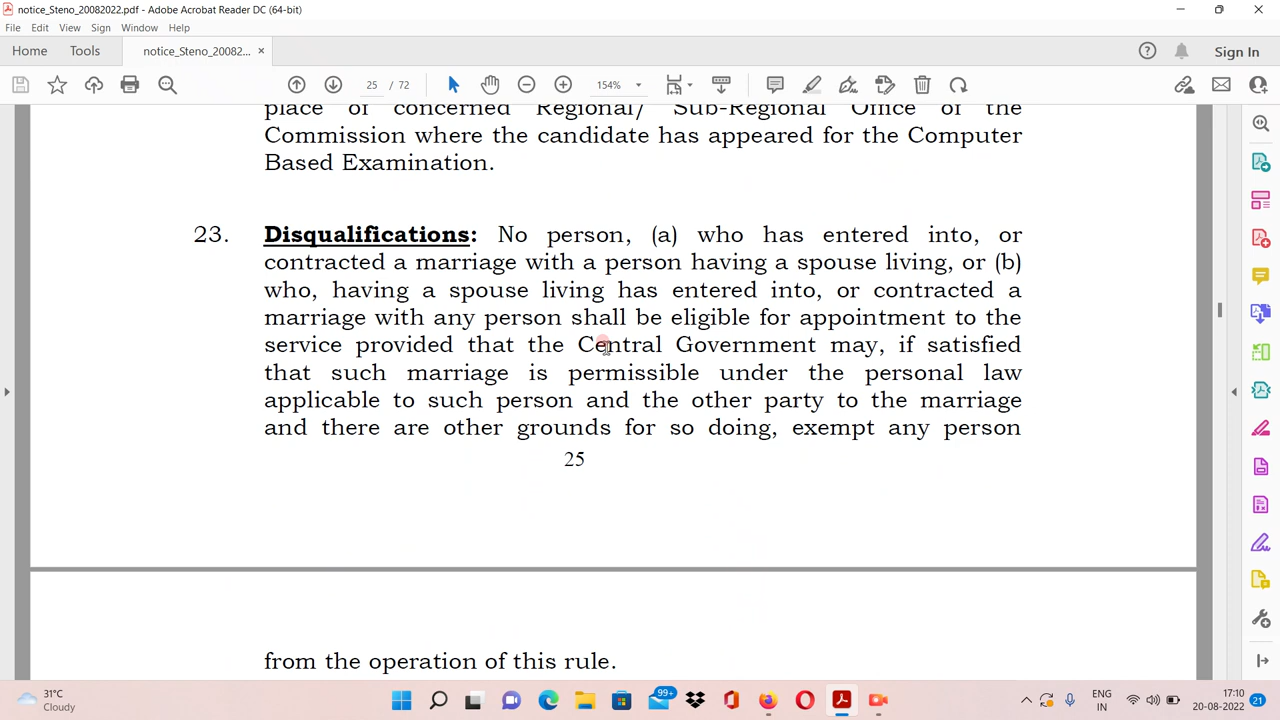 notice_Steno_20082022.pdf - Adobe Acrobat Reader DC (64-bit)
File Edit View Sign Window Help
Home Tools notice_Steno_20082... × Sign In
25 / 72 154%
place of concerned Regional/ Sub-Regional Office of the
Commission where the candidate has appeared for the Computer
Based Examination.
23. Disqualifications: No person, (a) who has entered into, or
contracted a marriage with a person having a spouse living, or (b)
who, having a spouse living has entered into, or contracted a
marriage with any person shall be eligible for appointment to the
service provided that the Central Government may, if satisfied
that such marriage is permissible under the personal law
applicable to such person and the other party to the marriage
and there are other grounds for so doing, exempt any person
25
from the operation of this rule.
31°C
Cloudy
99+
ENG
IN
17:10
20-08-2022
21